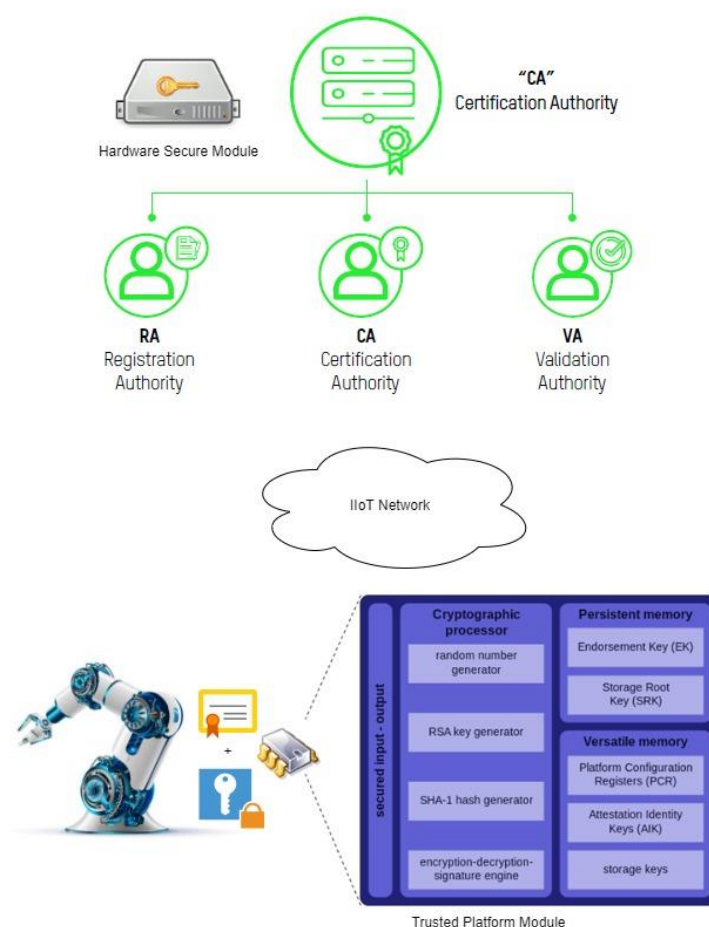 “CA”
Certification Authority
Hardware Secure Module
RA
Registration
Authority
CA
Certification
Authority
VA
Validation
Authority
IIoT Network
+
secured input - output
Cryptographic
processor
random number
generator
RSA key generator
SHA-1 hash generator
encryption-decryption-
signature engine
Persistent memory
Endorsement Key (EK)
Storage Root
Key (SRK)
Versatile memory
Platform Configuration
Registers (PCR)
Attestation Identity
Keys (AIK)
storage keys
Trusted Platform Module